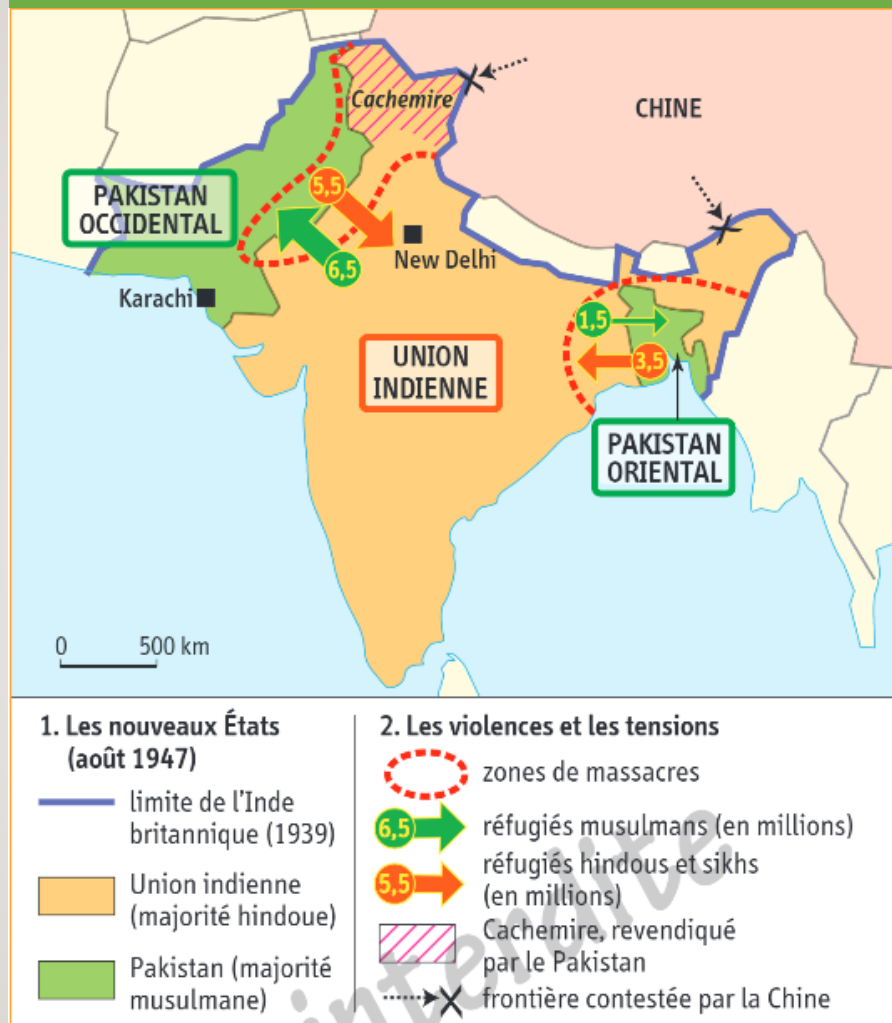 Cachemire
CHINE
PAKISTAN
OCCIDENTAL
5,5
6,5
New Delhi
Karachi
1,5
3,5
UNION
INDIENNE
PAKISTAN
ORIENTAL
0 500 km
1. Les nouveaux États
(août 1947)
limite de l'Inde
britannique (1939)
Union indienne
(majorité hindoue)
Pakistan (majorité
musulmane)
2. Les violences et les tensions
zones de massacres
6,5
réfugiés musulmans (en millions)
5,5
réfugiés hindous et sikhs
(en millions)
Cachemire, revendiqué
par le Pakistan
frontière contestée par la Chine
interdite